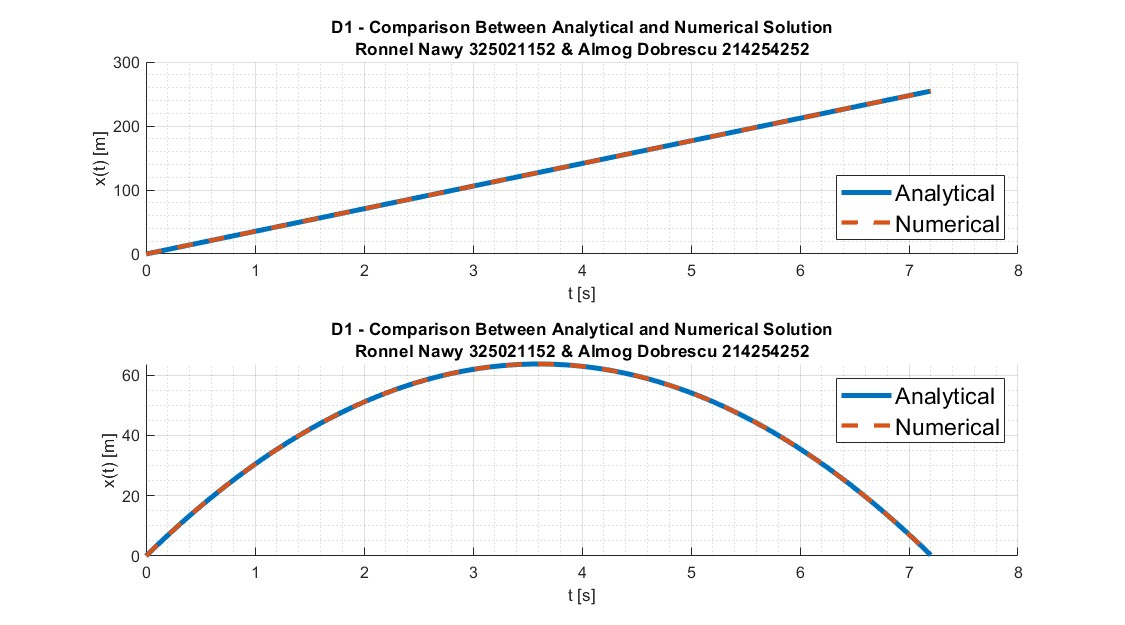 D1 - Comparison Between Analytical and Numerical Solution
Ronnel Nawy 325021152 & Almog Dobrescu 214254252
300
200
100
0
x(t) [m]
0 1 2 3 4 5 6 7 8
t [s]
Analytical
Numerical
D1 - Comparison Between Analytical and Numerical Solution
Ronnel Nawy 325021152 & Almog Dobrescu 214254252
60
40
20
0
x(t) [m]
0 1 2 3 4 5 6 7 8
t [s]
Analytical
Numerical